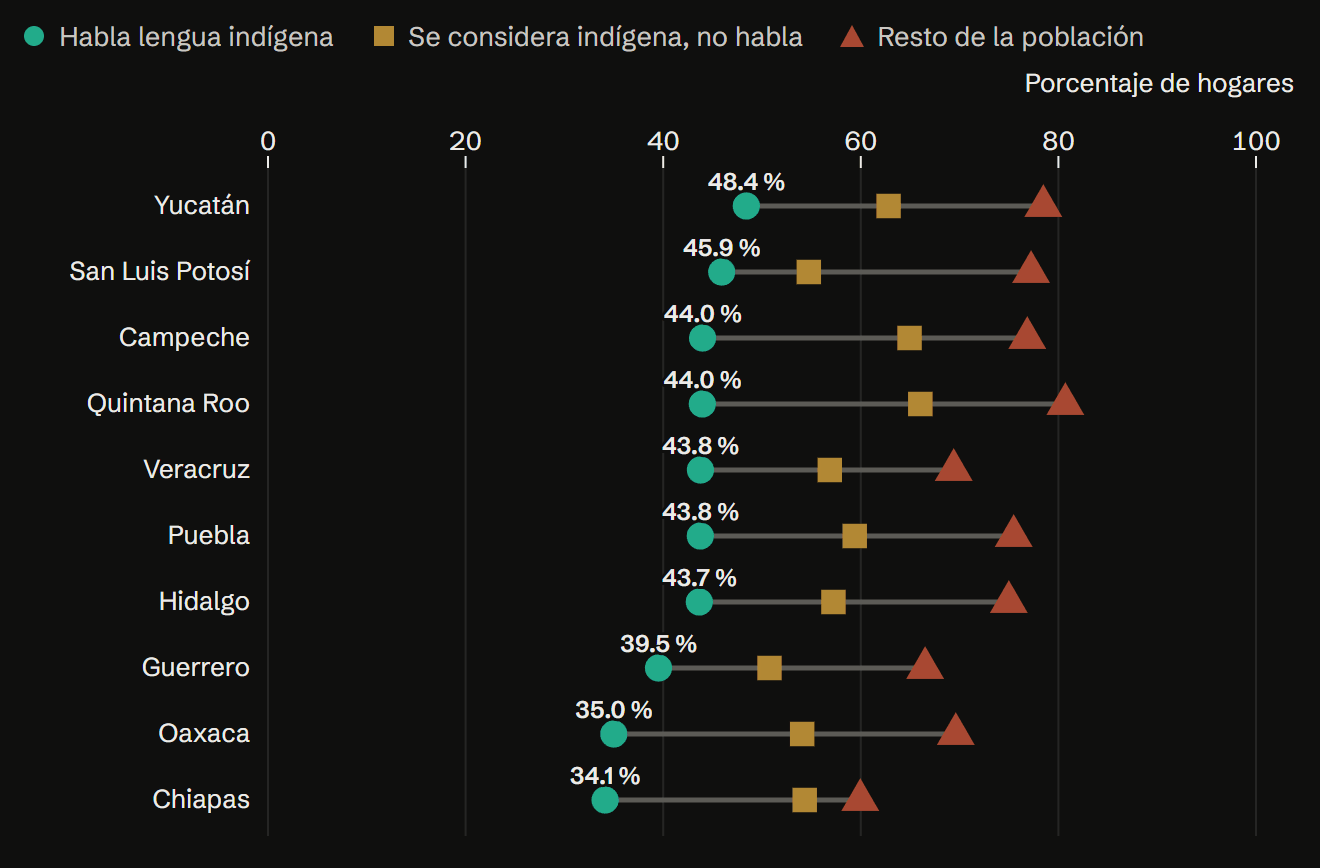 Habla lengua indígena Se considera indígena, no habla Resto de la población
Porcentaje de hogares
0 20 40 60 80 100
48.4 %
Yucatán
45.9 %
San Luis Potosí
44.0 %
Campeche
44.0 %
Quintana Roo
43.8 %
Veracruz
43.8 %
Puebla
43.7 %
Hidalgo
39.5 %
Guerrero
35.0 %
Oaxaca
34.1 %
Chiapas